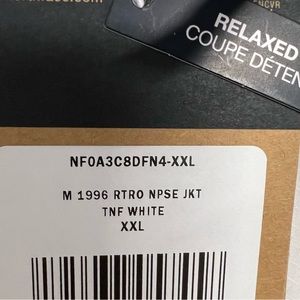 RELAXED
COUPE DÉTEN
NF0A3C8DFN4-XXL
M 1996 RTRO NPSE JKT
TNF WHITE
XXL